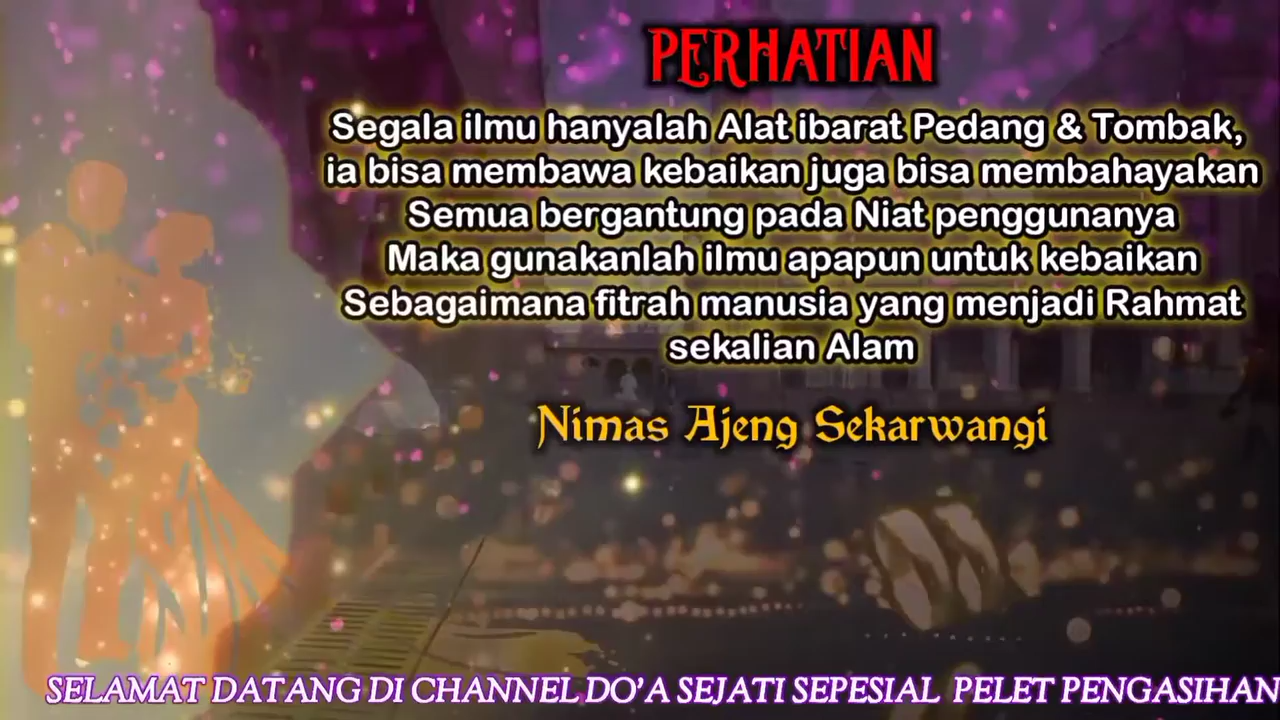 PERHATIAN
Segala ilmu hanyalah Alat ibarat Pedang & Tombak,
ia bisa membawa kebaikan juga bisa membahayakan
Semua bergantung pada Niat penggunanya
Maka gunakanlah ilmu apapun untuk kebaikan
Sebagaimana fitrah manusia yang menjadi Rahmat
sekalian Alam
Nimas Ajeng Sekarwangi
SELAMAT DATANG DI CHANNEL DO'A SEJATI SEPESIAL PELET PENGASIHAN